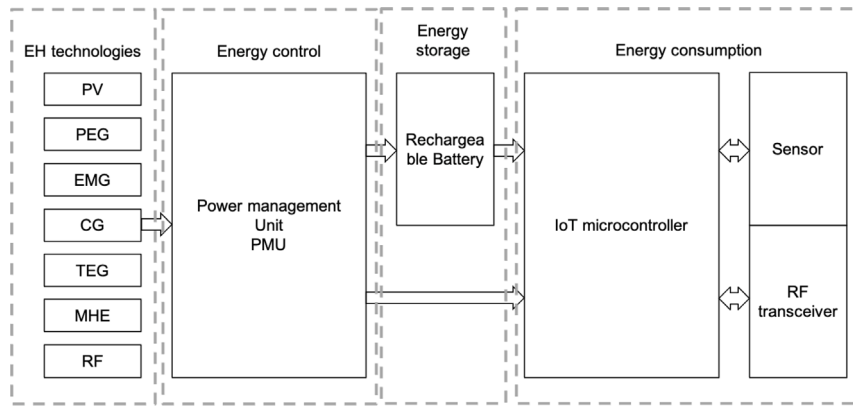 EH technologies
PV
PEG
EMG
CG
TEG
MHE
RF
Energy control
Power management
Unit
PMU
Energy
storage
Rechargea
ble Battery
Energy consumption
IoT microcontroller
Sensor
RF
transceiver